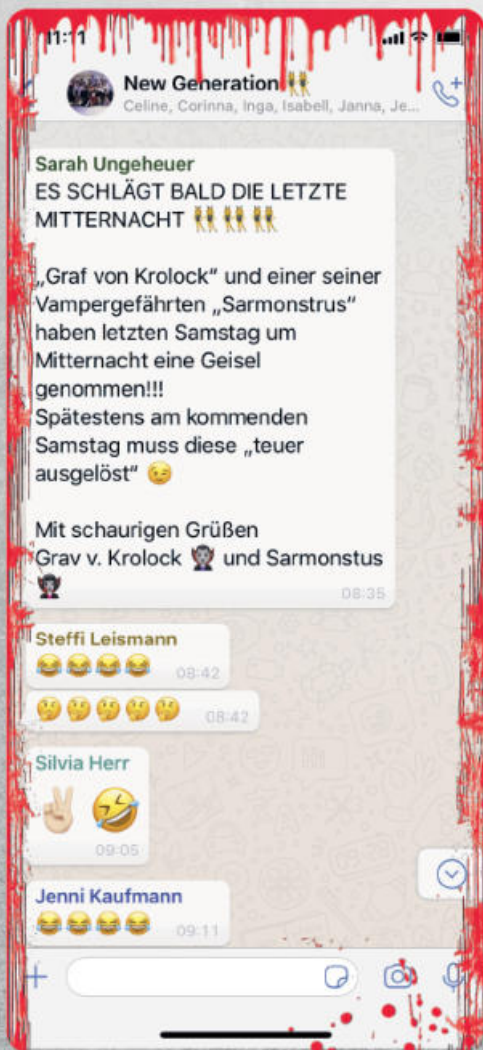 11:11
New Generation 👯
Celine, Corinna, Inga, Isabell, Janna, Je...
Sarah Ungeheuer
ES SCHLÄGT BALD DIE LETZTE
MITTERNACHT 👯 👯 👯
„Graf von Krolock“ und einer seiner
Vampergefährten „Sarmonstrus“
haben letzten Samstag um
Mitternacht eine Geisel
genommen!!!
Spätestens am kommenden
Samstag muss diese „teuer
ausgelöst“ 😉
Mit schaurigen Grüßen
Grav v. Krolock 🧛 und Sarmonstus
🧛
08:35
Steffi Leismann
😂😂😂😂 08:42
🤔🤔🤔🤔🤔 08:42
Silvia Herr
✌🏼 🤣
09:05
Jenni Kaufmann
😂😂😂😂 09:11